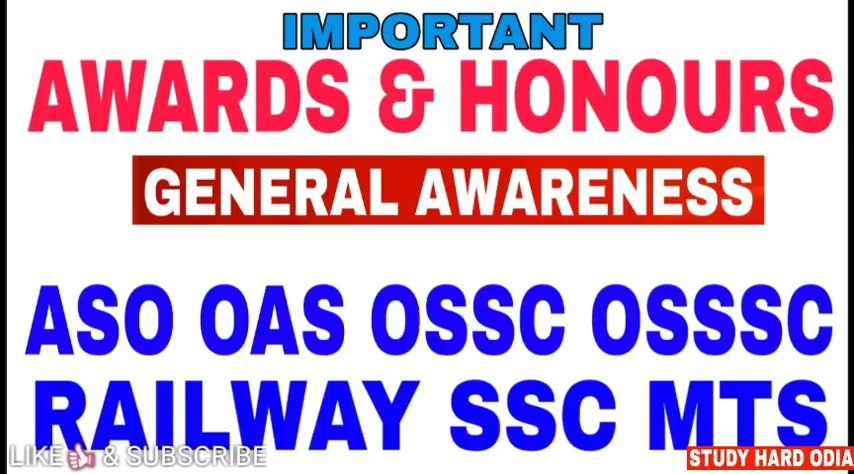 IMPORTANT
AWARDS & HONOURS
GENERAL AWARENESS
ASO OAS OSSC OSSSC
RAILWAY SSC MTS
LIKE & SUBSCRIBE
STUDY HARD ODIA